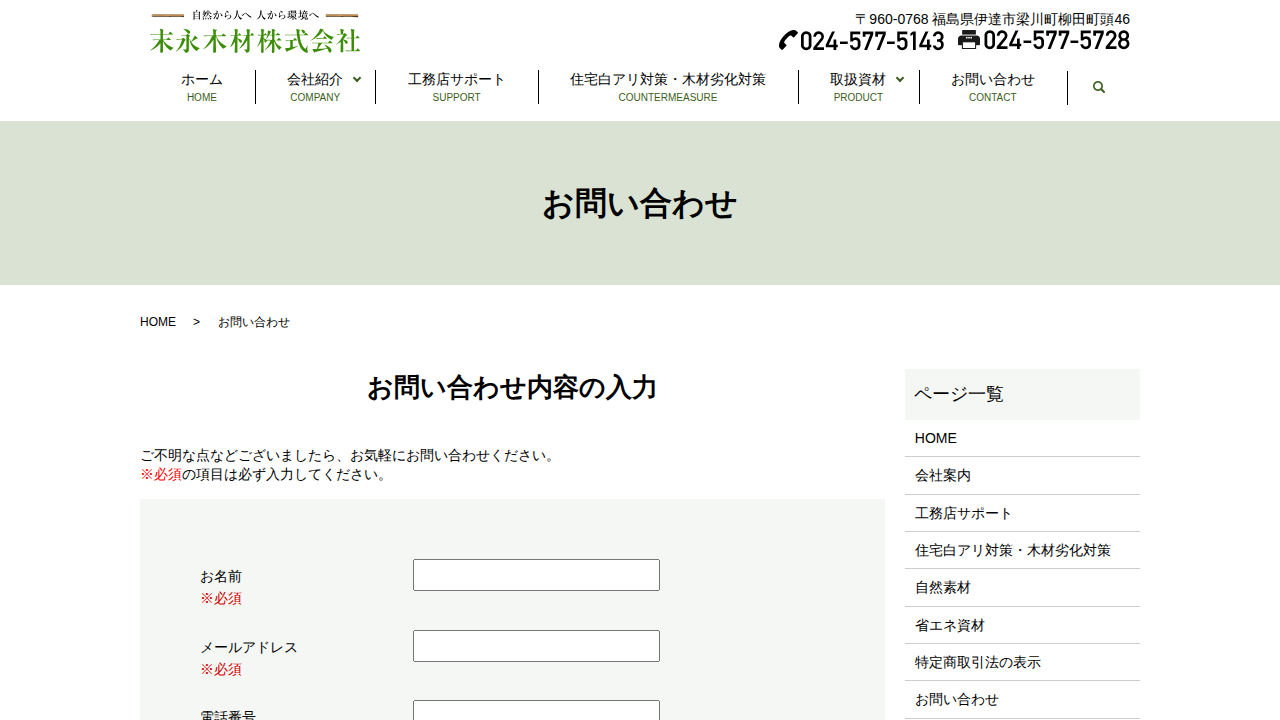 自然から人へ 人から環境へ
末永木材株式会社
〒960-0768 福島県伊達市梁川町柳田町頭46
024-577-5143 024-577-5728
ホーム 会社紹介 工務店サポート 住宅白アリ対策・木材劣化対策 取扱資材 お問い合わせ
HOME COMPANY SUPPORT COUNTERMEASURE PRODUCT CONTACT
お問い合わせ
HOME > お問い合わせ
お問い合わせ内容の入力
ご不明な点などございましたら、お気軽にお問い合わせください。
※必須の項目は必ず入力してください。
お名前
※必須
メールアドレス
※必須
電話番号
ページ一覧
HOME
会社案内
工務店サポート
住宅白アリ対策・木材劣化対策
自然素材
省エネ資材
特定商取引法の表示
お問い合わせ